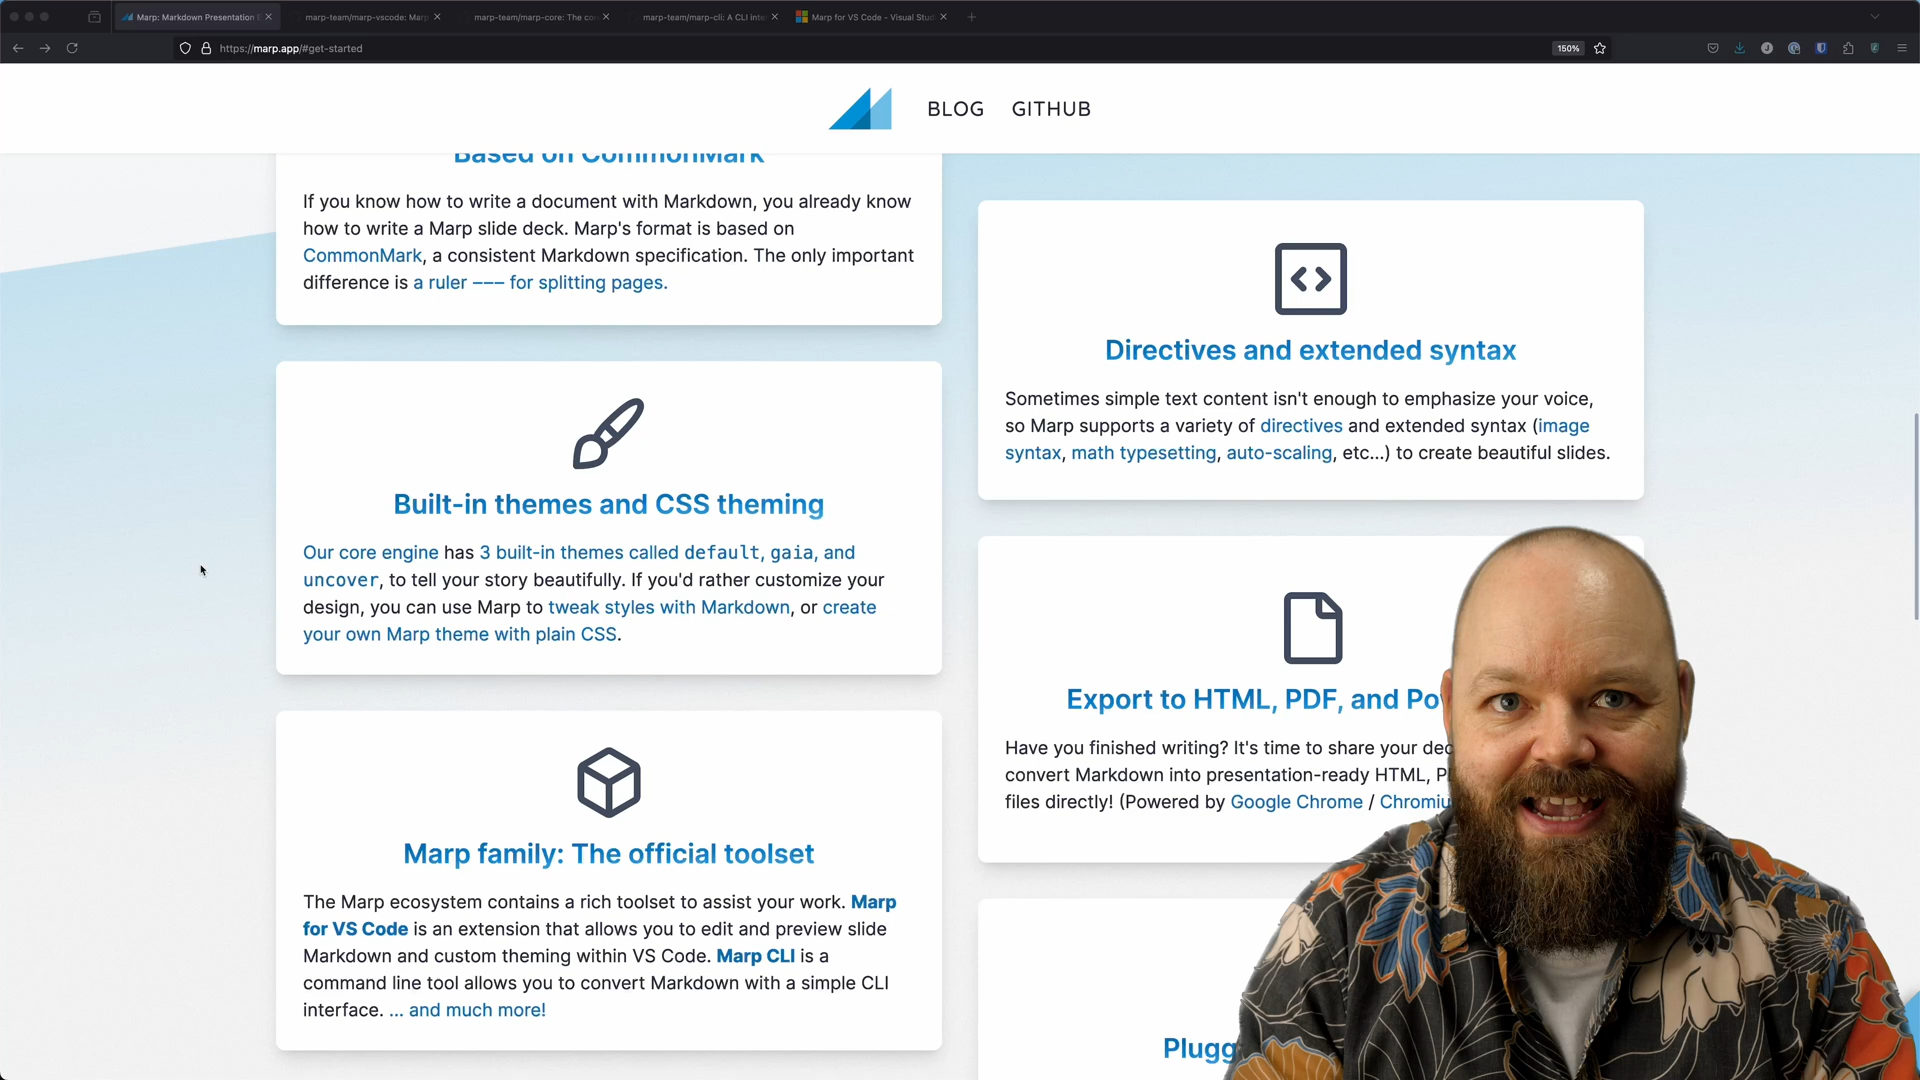 Marp: Markdown Presentation E
marp-team/marp-vscode: Marp
marp-team/marp-core: The cor
marp-team/marp-cli: A CLI inte
Marp for VS Code - Visual Stud
https://marp.app/#get-started
150%
BLOG
GITHUB
Based on CommonMark
If you know how to write a document with Markdown, you already know
how to write a Marp slide deck. Marp's format is based on
CommonMark, a consistent Markdown specification. The only important
difference is a ruler --- for splitting pages.
Directives and extended syntax
Sometimes simple text content isn't enough to emphasize your voice,
so Marp supports a variety of directives and extended syntax (image
syntax, math typesetting, auto-scaling, etc...) to create beautiful slides.
Built-in themes and CSS theming
Our core engine has 3 built-in themes called default, gaia, and
uncover, to tell your story beautifully. If you'd rather customize your
design, you can use Marp to tweak styles with Markdown, or create
your own Marp theme with plain CSS.
Export to HTML, PDF, and Po
Have you finished writing? It's time to share your dec
convert Markdown into presentation-ready HTML, P
files directly! (Powered by Google Chrome / Chromiu
Marp family: The official toolset
The Marp ecosystem contains a rich toolset to assist your work. Marp
for VS Code is an extension that allows you to edit and preview slide
Markdown and custom theming within VS Code. Marp CLI is a
command line tool allows you to convert Markdown with a simple CLI
interface. ... and much more!
Plugg